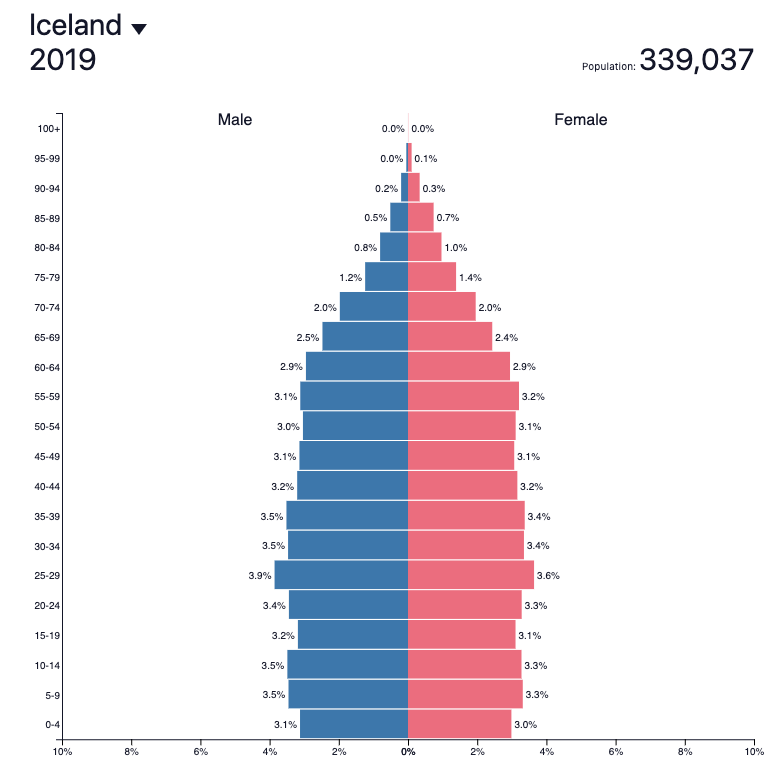 Iceland
2019
Population: 339,037
Male Female
100+ 0.0% 0.0%
95-99 0.0% 0.1%
90-94 0.2% 0.3%
85-89 0.5% 0.7%
80-84 0.8% 1.0%
75-79 1.2% 1.4%
70-74 2.0% 2.0%
65-69 2.5% 2.4%
60-64 2.9% 2.9%
55-59 3.1% 3.2%
50-54 3.0% 3.1%
45-49 3.1% 3.1%
40-44 3.2% 3.2%
35-39 3.5% 3.4%
30-34 3.5% 3.4%
25-29 3.9% 3.6%
20-24 3.4% 3.3%
15-19 3.2% 3.1%
10-14 3.5% 3.3%
5-9 3.5% 3.3%
0-4 3.1% 3.0%
10% 8% 6% 4% 2% 0% 2% 4% 6% 8% 10%